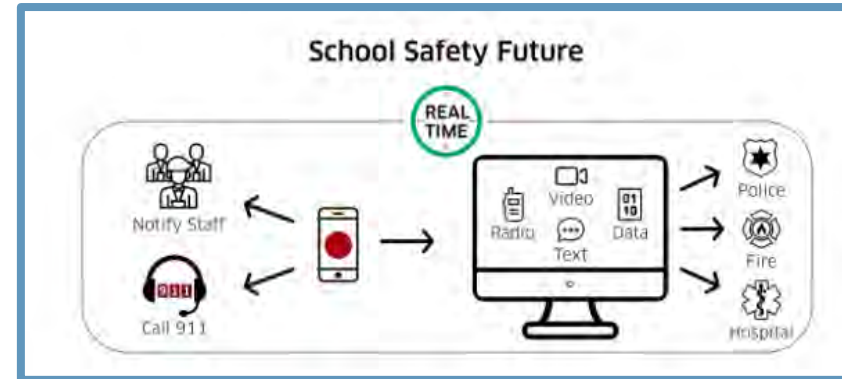 School Safety Future
REAL
TIME
Notify Staff
911
Call 911
Video
Radio
01
10
Data
Text
Police
Fire
Hospital